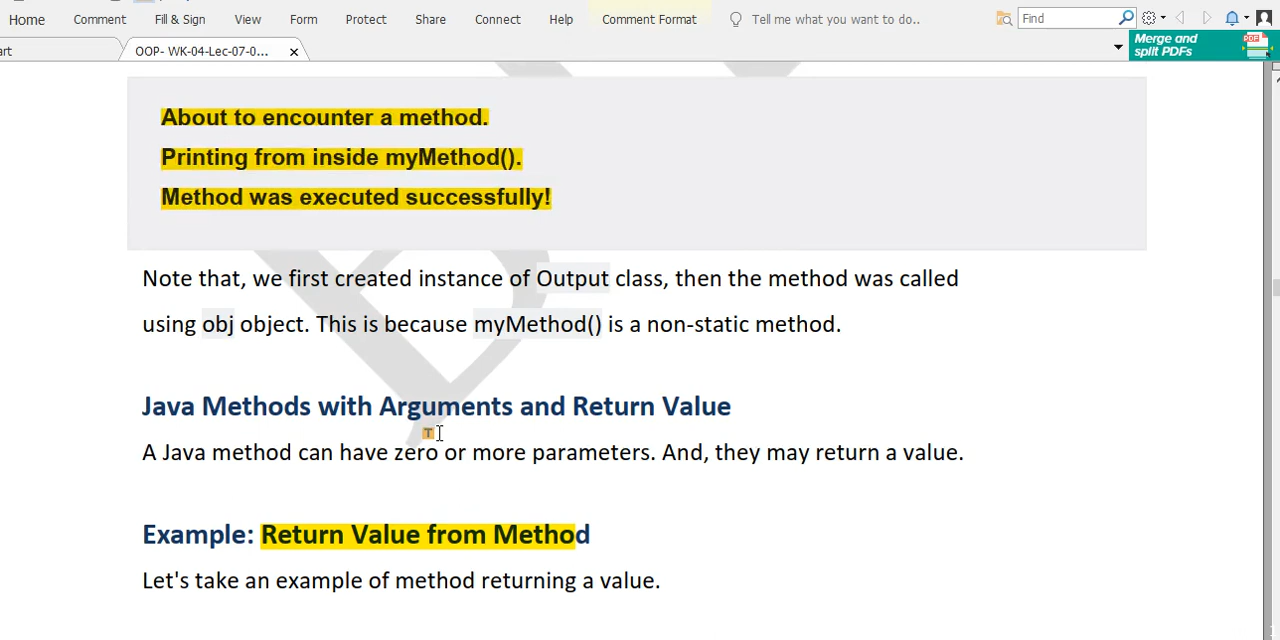 Home Comment Fill & Sign View Form Protect Share Connect Help Comment Format Tell me what you want to do.. Find
art OOP- WK-04-Lec-07-0... Merge and
split PDFs PDF
About to encounter a method.
Printing from inside myMethod().
Method was executed successfully!
Note that, we first created instance of Output class, then the method was called
using obj object. This is because myMethod() is a non-static method.
Java Methods with Arguments and Return Value
T
A Java method can have zero or more parameters. And, they may return a value.
Example: Return Value from Method
Let's take an example of method returning a value.